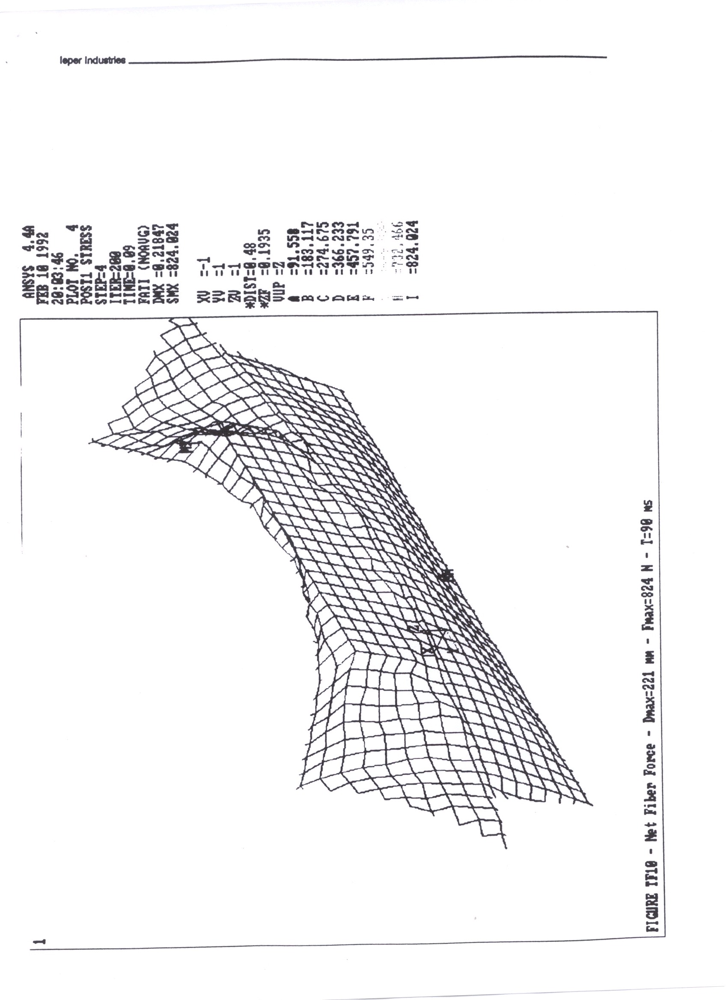 Ieper Industries
1
ANSYS 4.4A
FEB 10 1992
20:03:46
PLOT NO. 4
POST1 STRESS
STEP=4
ITER=200
TIME=0.09
FATI (NOAVG)
DMX =0.21847
SMX =824.024
XV =-1
YV =1
ZV =1
*DIST=0.48
*ZF =0.1935
VUP =Z
A =91.558
B =183.117
C =274.675
D =366.233
E =457.791
F =549.35
H =732.466
I =824.024
FIGURE TF10 - Net Fiber Force - Dmax=221 mm - Fmax=824 N - T=90 ms